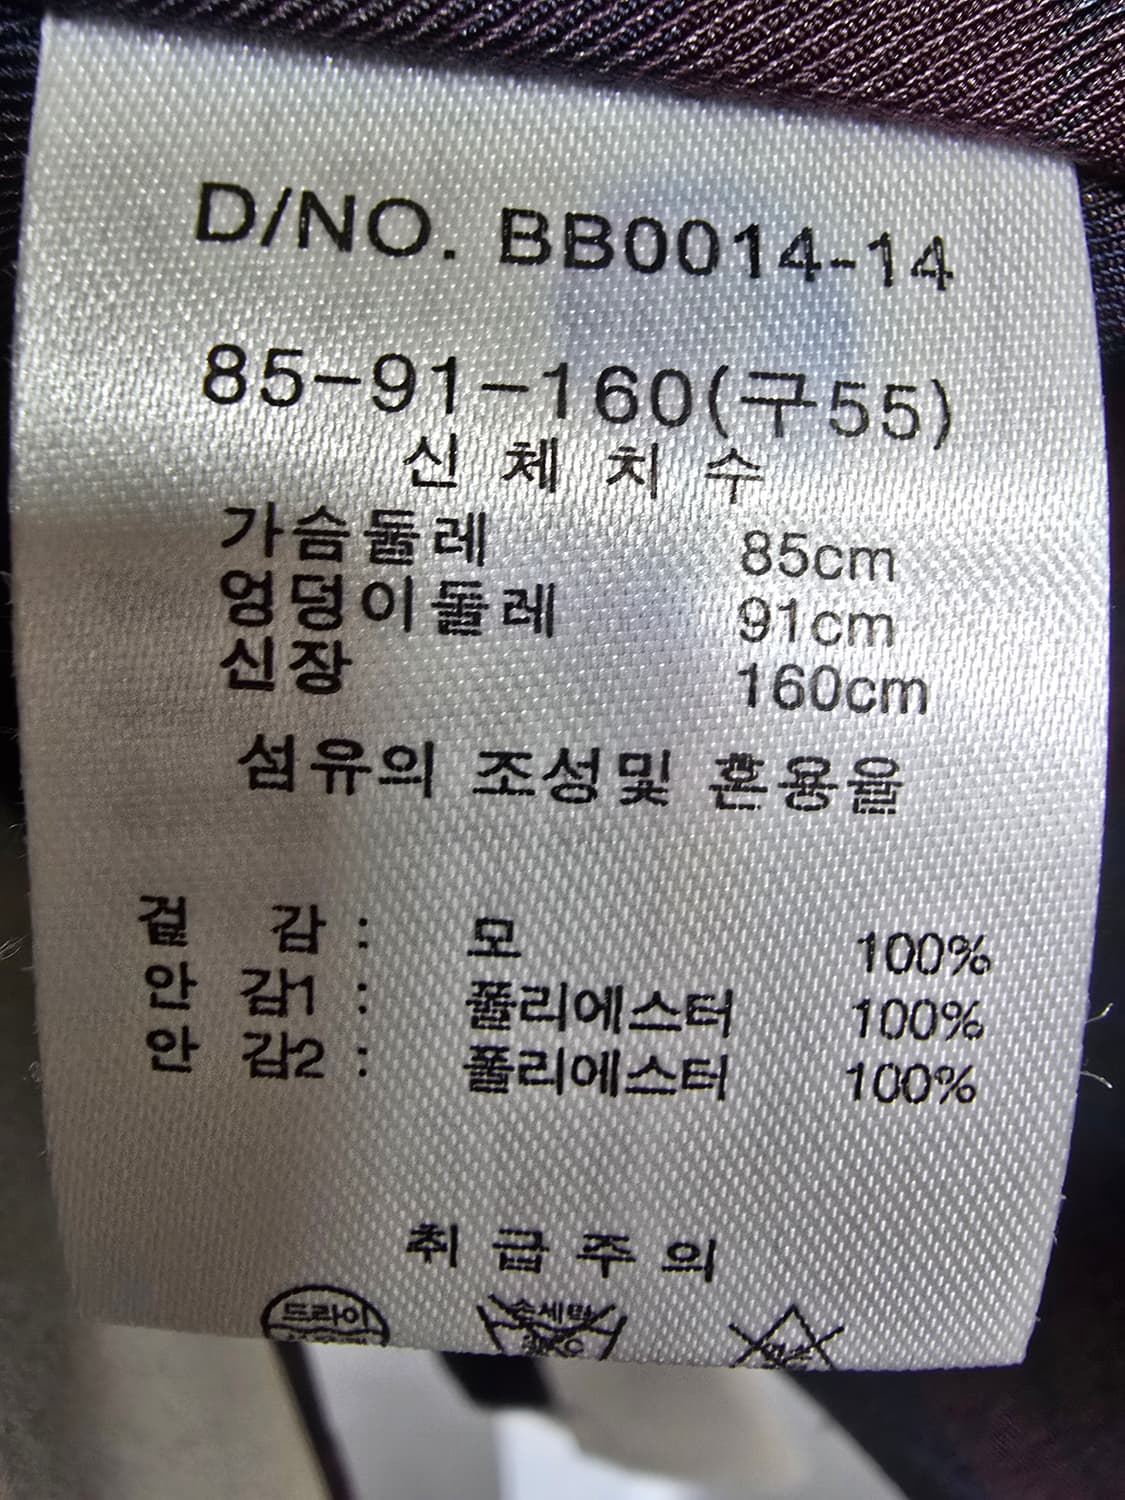 D/NO. BB0014-14
85-91-160(구55)
신 체 치 수
가슴둘레 85cm
엉덩이둘레 91cm
신장 160cm
섬유의 조성및 혼용율
겉 감 : 모 100%
안 감1 : 폴리에스터 100%
안 감2 : 폴리에스터 100%
취 급 주 의
드라이